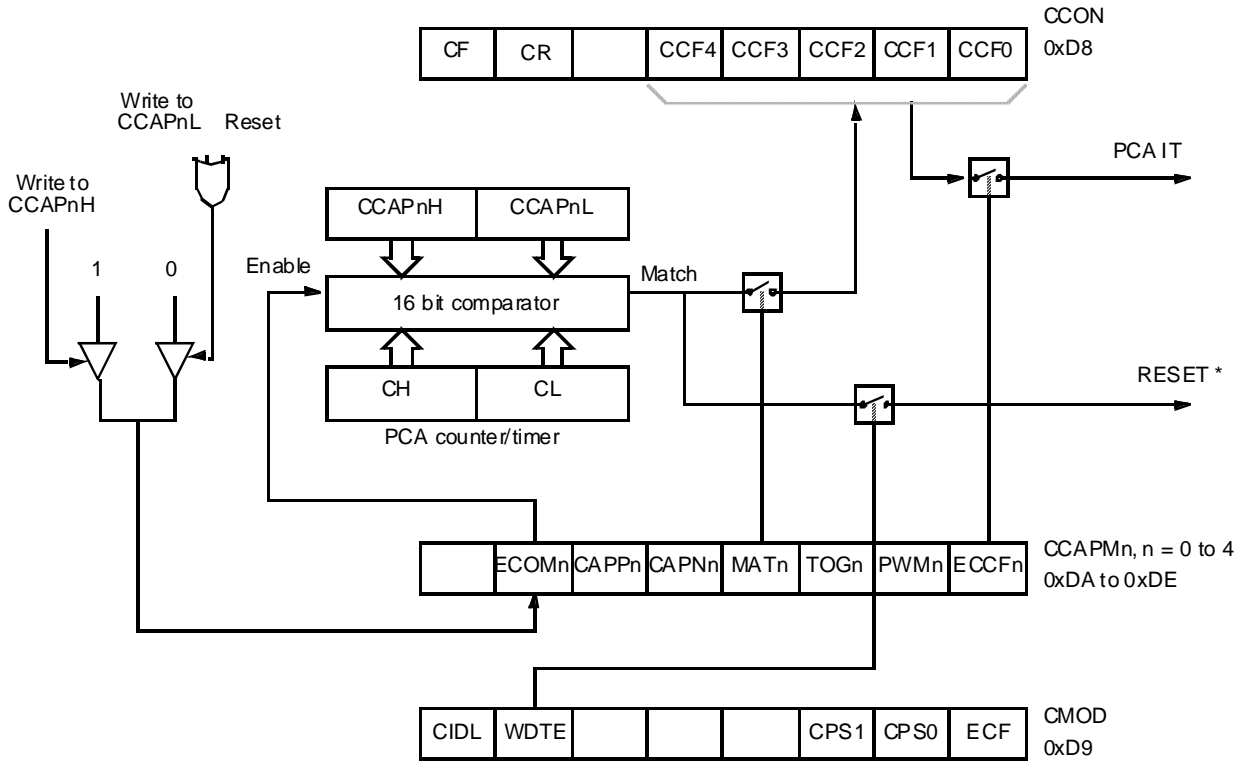 CCON
0xD8
CF CR CCF4 CCF3 CCF2 CCF1 CCF0
Write to
CCAPnL Reset
Write to
CCAPnH
PCA IT
CCAPnH CCAPnL
1 0 Enable
16 bit comparator
Match
CH CL
PCA counter/timer
RESET *
ECOMn CAPPn CAPNn MATn TOGn PWMn ECCFn
CCAPMn, n = 0 to 4
0xDA to 0xDE
CIDL WDTE CPS1 CPS0 ECF
CMOD
0xD9